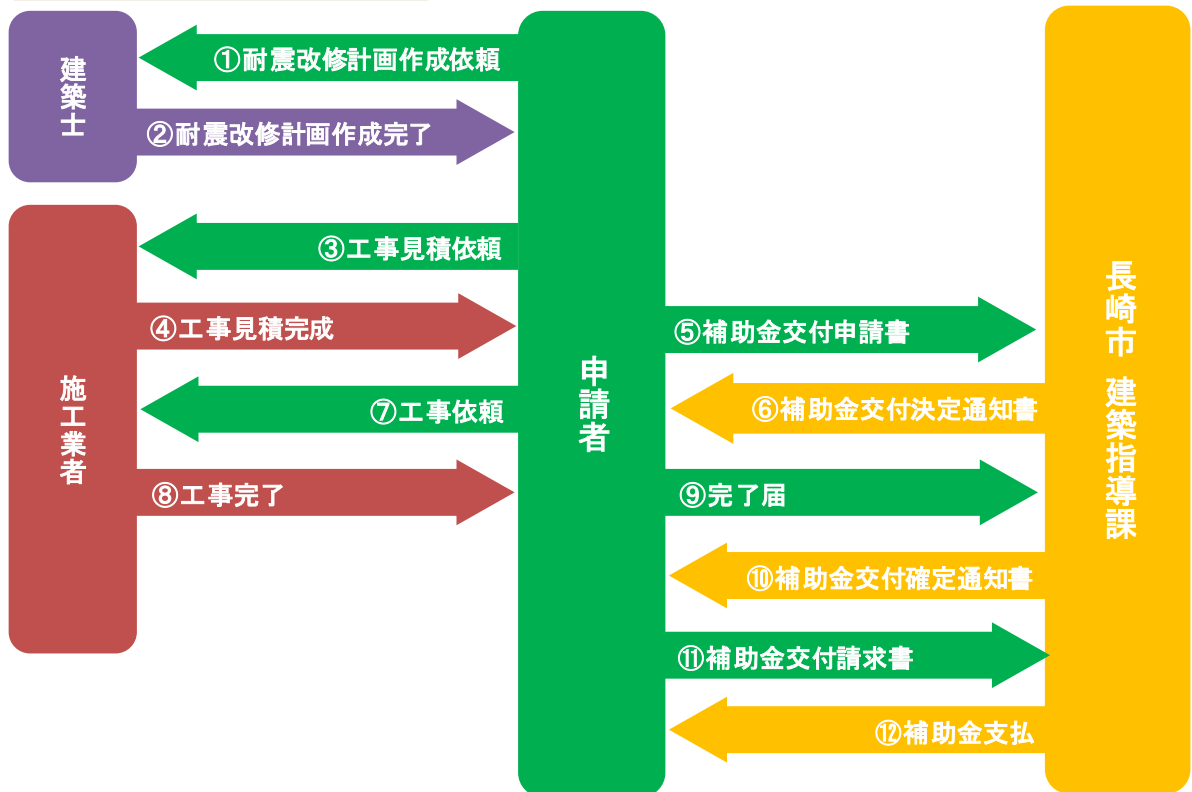 建築士
①耐震改修計画作成依頼
②耐震改修計画作成完了
施工業者
③工事見積依頼
④工事見積完成
⑦工事依頼
⑧工事完了
申請者
⑤補助金交付申請書
⑥補助金交付決定通知書
⑨完了届
⑩補助金交付確定通知書
⑪補助金交付請求書
⑫補助金支払
長崎市 建築指導課